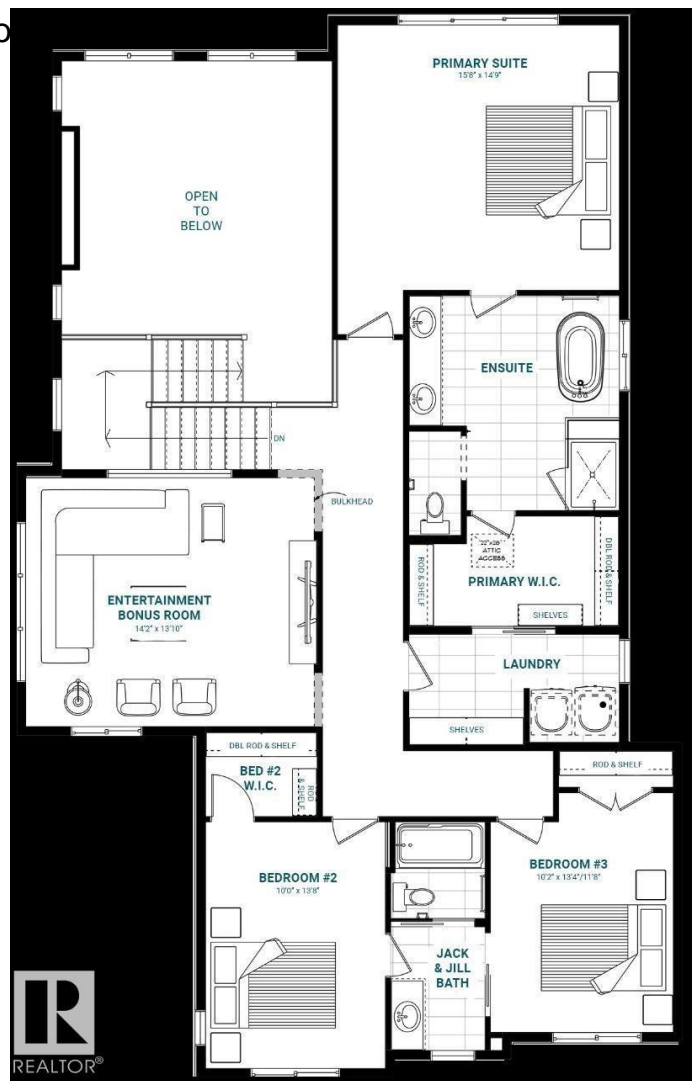 o
PRIMARY SUITE
15'8" x 14'9"
OPEN
TO
BELOW
ENSUITE
DN
BULKHEAD
22"x28"
ATTIC
ACCESS
ROD & SHELF
DBL ROD & SHELF
PRIMARY W.I.C.
SHELVES
ENTERTAINMENT
BONUS ROOM
14'2" x 13'10"
LAUNDRY
SHELVES
DBL ROD & SHELF
BED #2
W.I.C.
ROD
& SHELF
ROD & SHELF
BEDROOM #2
10'0" x 13'8"
BEDROOM #3
10'2" x 13'4"/11'8"
JACK
& JILL
BATH
R
REALTOR®